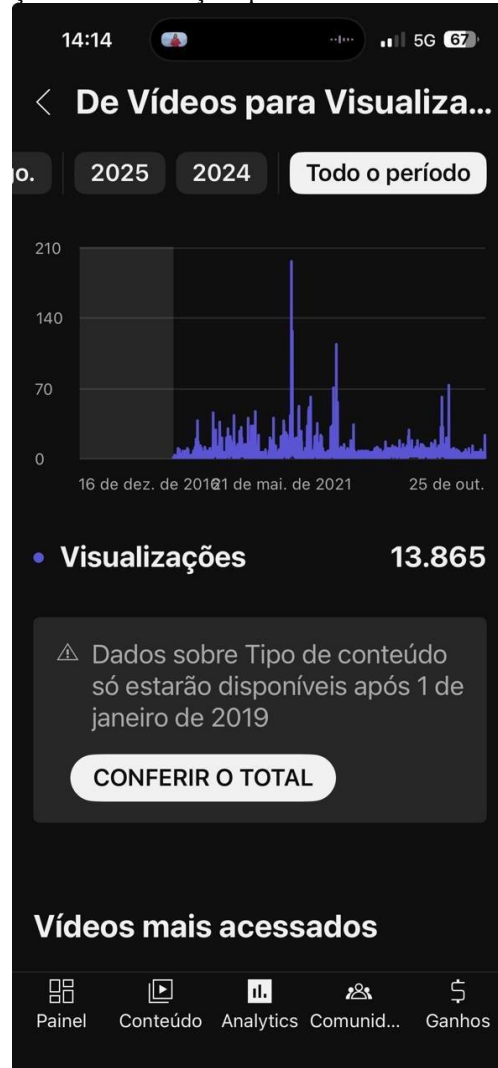 14:14
5G 67
De Vídeos para Visualiza...
2025 2024 Todo o período
210
140
70
0
16 de dez. de 2016 21 de mai. de 2021 25 de out.
Visualizações 13.865
Dados sobre Tipo de conteúdo
só estarão disponíveis após 1 de
janeiro de 2019
CONFERIR O TOTAL
Vídeos mais acessados
Painel Conteúdo Analytics Comunid... Ganhos